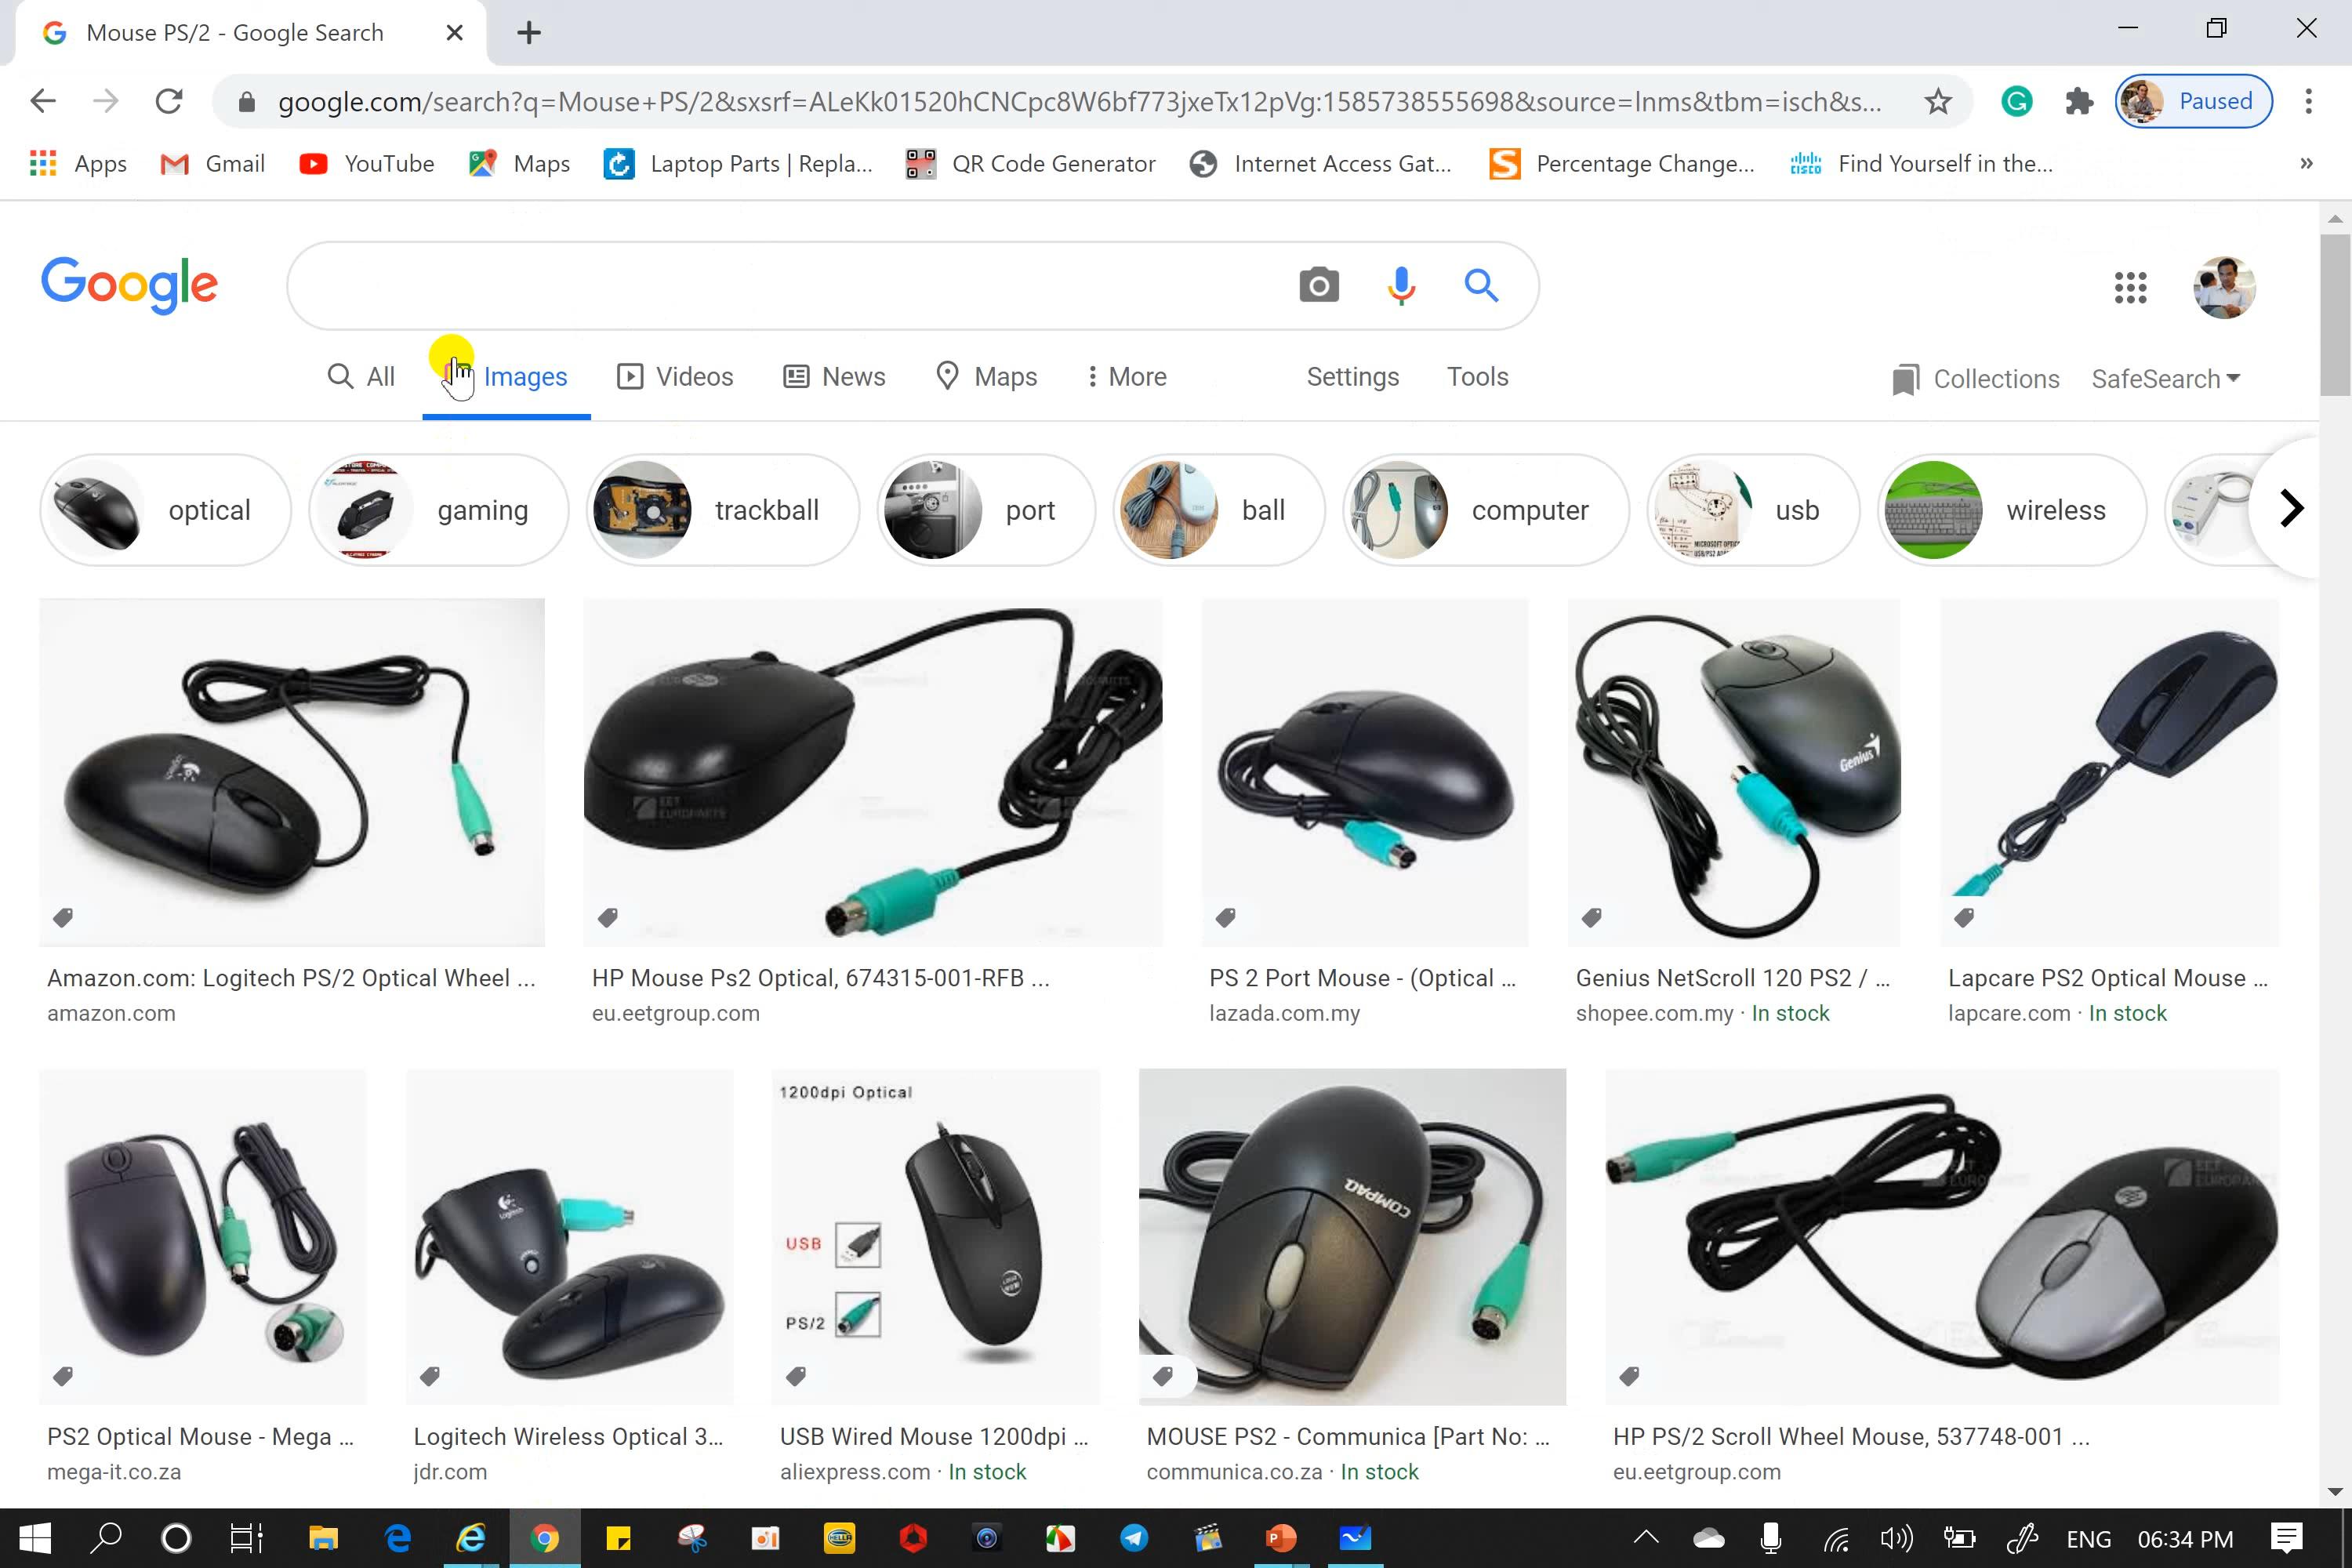 Mouse PS/2 - Google Search
google.com/search?q=Mouse+PS/2&sxsrf=ALeKk01520hCNCpc8W6bf773jxeTx12pVg:1585738555698&source=lnms&tbm=isch&s...
Paused
Apps Gmail YouTube Maps Laptop Parts | Repla... QR Code Generator Internet Access Gat... Percentage Change... Find Yourself in the... »
Google
All Images Videos News Maps More Settings Tools Collections SafeSearch
optical gaming trackball port ball computer usb wireless
Genius
Amazon.com: Logitech PS/2 Optical Wheel ... HP Mouse Ps2 Optical, 674315-001-RFB ... PS 2 Port Mouse - (Optical ... Genius NetScroll 120 PS2 / ... Lapcare PS2 Optical Mouse ...
amazon.com eu.eetgroup.com lazada.com.my shopee.com.my · In stock lapcare.com · In stock
1200dpi Optical
COMPAQ
Logitech
USB
PS/2
PS2 Optical Mouse - Mega ... Logitech Wireless Optical 3... USB Wired Mouse 1200dpi ... MOUSE PS2 - Communica [Part No: ... HP PS/2 Scroll Wheel Mouse, 537748-001 ...
mega-it.co.za jdr.com aliexpress.com · In stock communica.co.za · In stock eu.eetgroup.com
ENG 06:34 PM